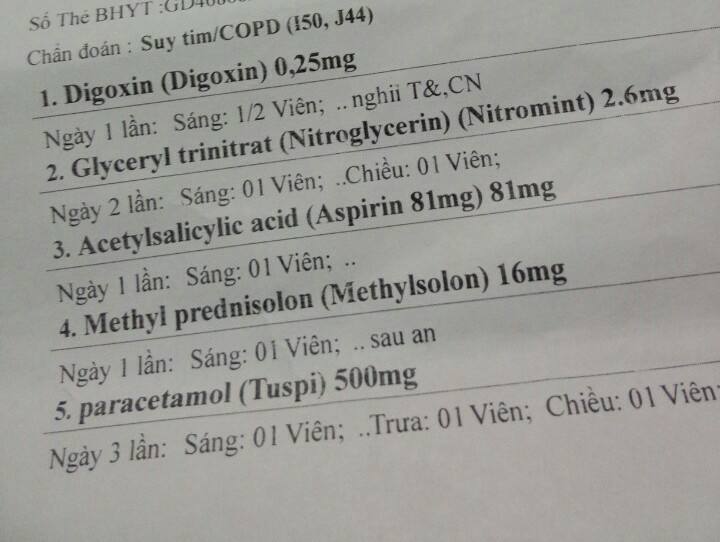 Số Thẻ BHYT :GD4
Chẩn đoán : Suy tim/COPD (I50, J44)
1. Digoxin (Digoxin) 0,25mg
Ngày 1 lần: Sáng: 1/2 Viên; ..nghii T&,CN
2. Glyceryl trinitrat (Nitroglycerin) (Nitromint) 2.6mg
Ngày 2 lần: Sáng: 01 Viên; ..Chiều: 01 Viên;
3. Acetylsalicylic acid (Aspirin 81mg) 81mg
Ngày 1 lần: Sáng: 01 Viên; ..
4. Methyl prednisolon (Methylsolon) 16mg
Ngày 1 lần: Sáng: 01 Viên; .. sau an
5. paracetamol (Tuspi) 500mg
Ngày 3 lần: Sáng: 01 Viên; ..Trưa: 01 Viên; Chiều: 01 Viên